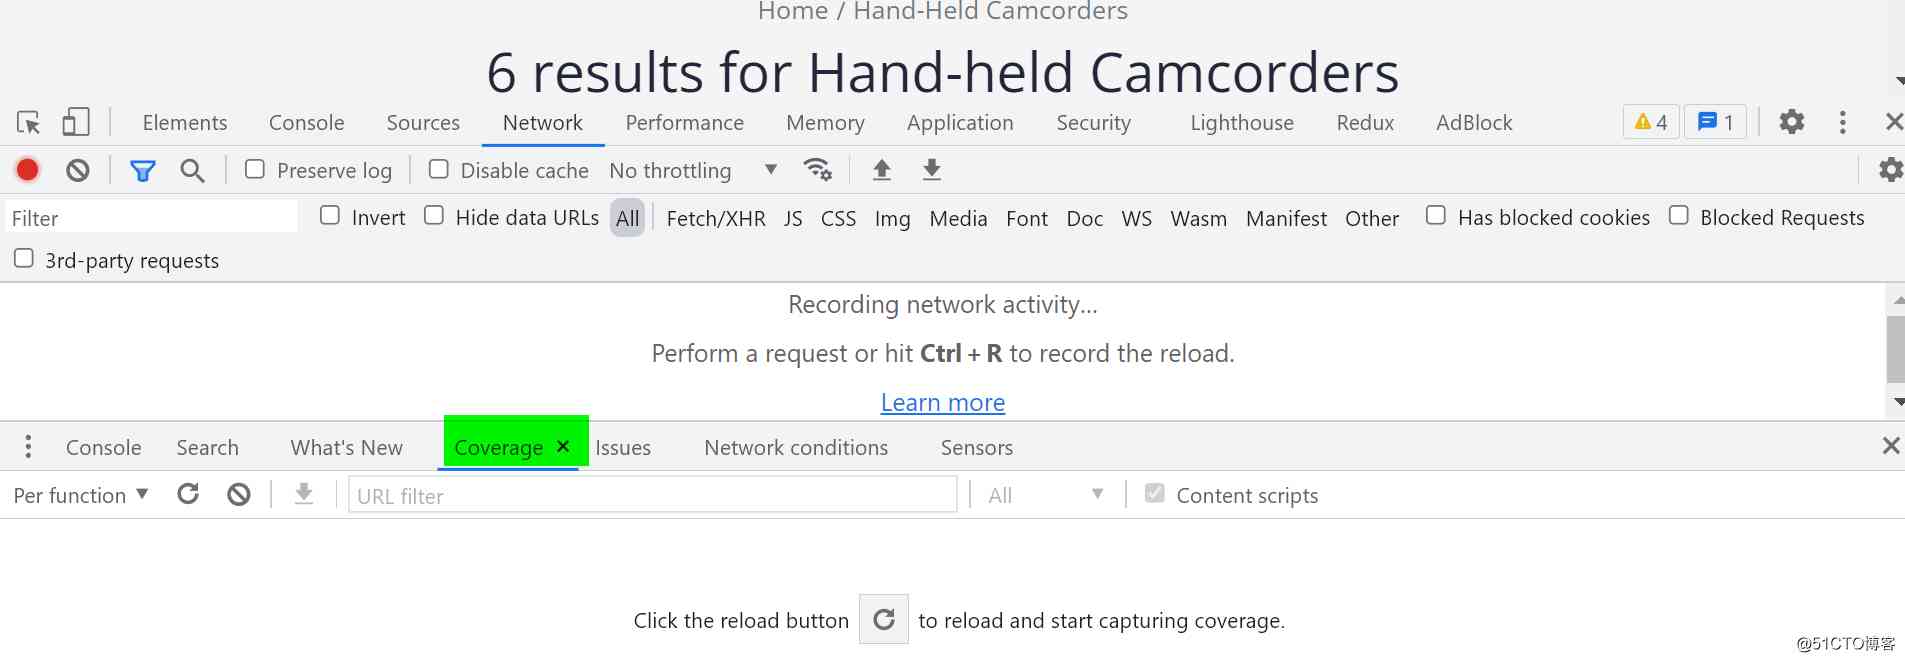 Home / Hand-Held Camcorders
6 results for Hand-held Camcorders
Elements Console Sources Network Performance Memory Application Security Lighthouse Redux AdBlock 4 1
Preserve log Disable cache No throttling
Filter Invert Hide data URLs All Fetch/XHR JS CSS Img Media Font Doc WS Wasm Manifest Other Has blocked cookies Blocked Requests
3rd-party requests
Recording network activity...
Perform a request or hit Ctrl + R to record the reload.
Learn more
Console Search What's New Coverage × Issues Network conditions Sensors
Per function URL filter All Content scripts
Click the reload button to reload and start capturing coverage.
@51CTO博客